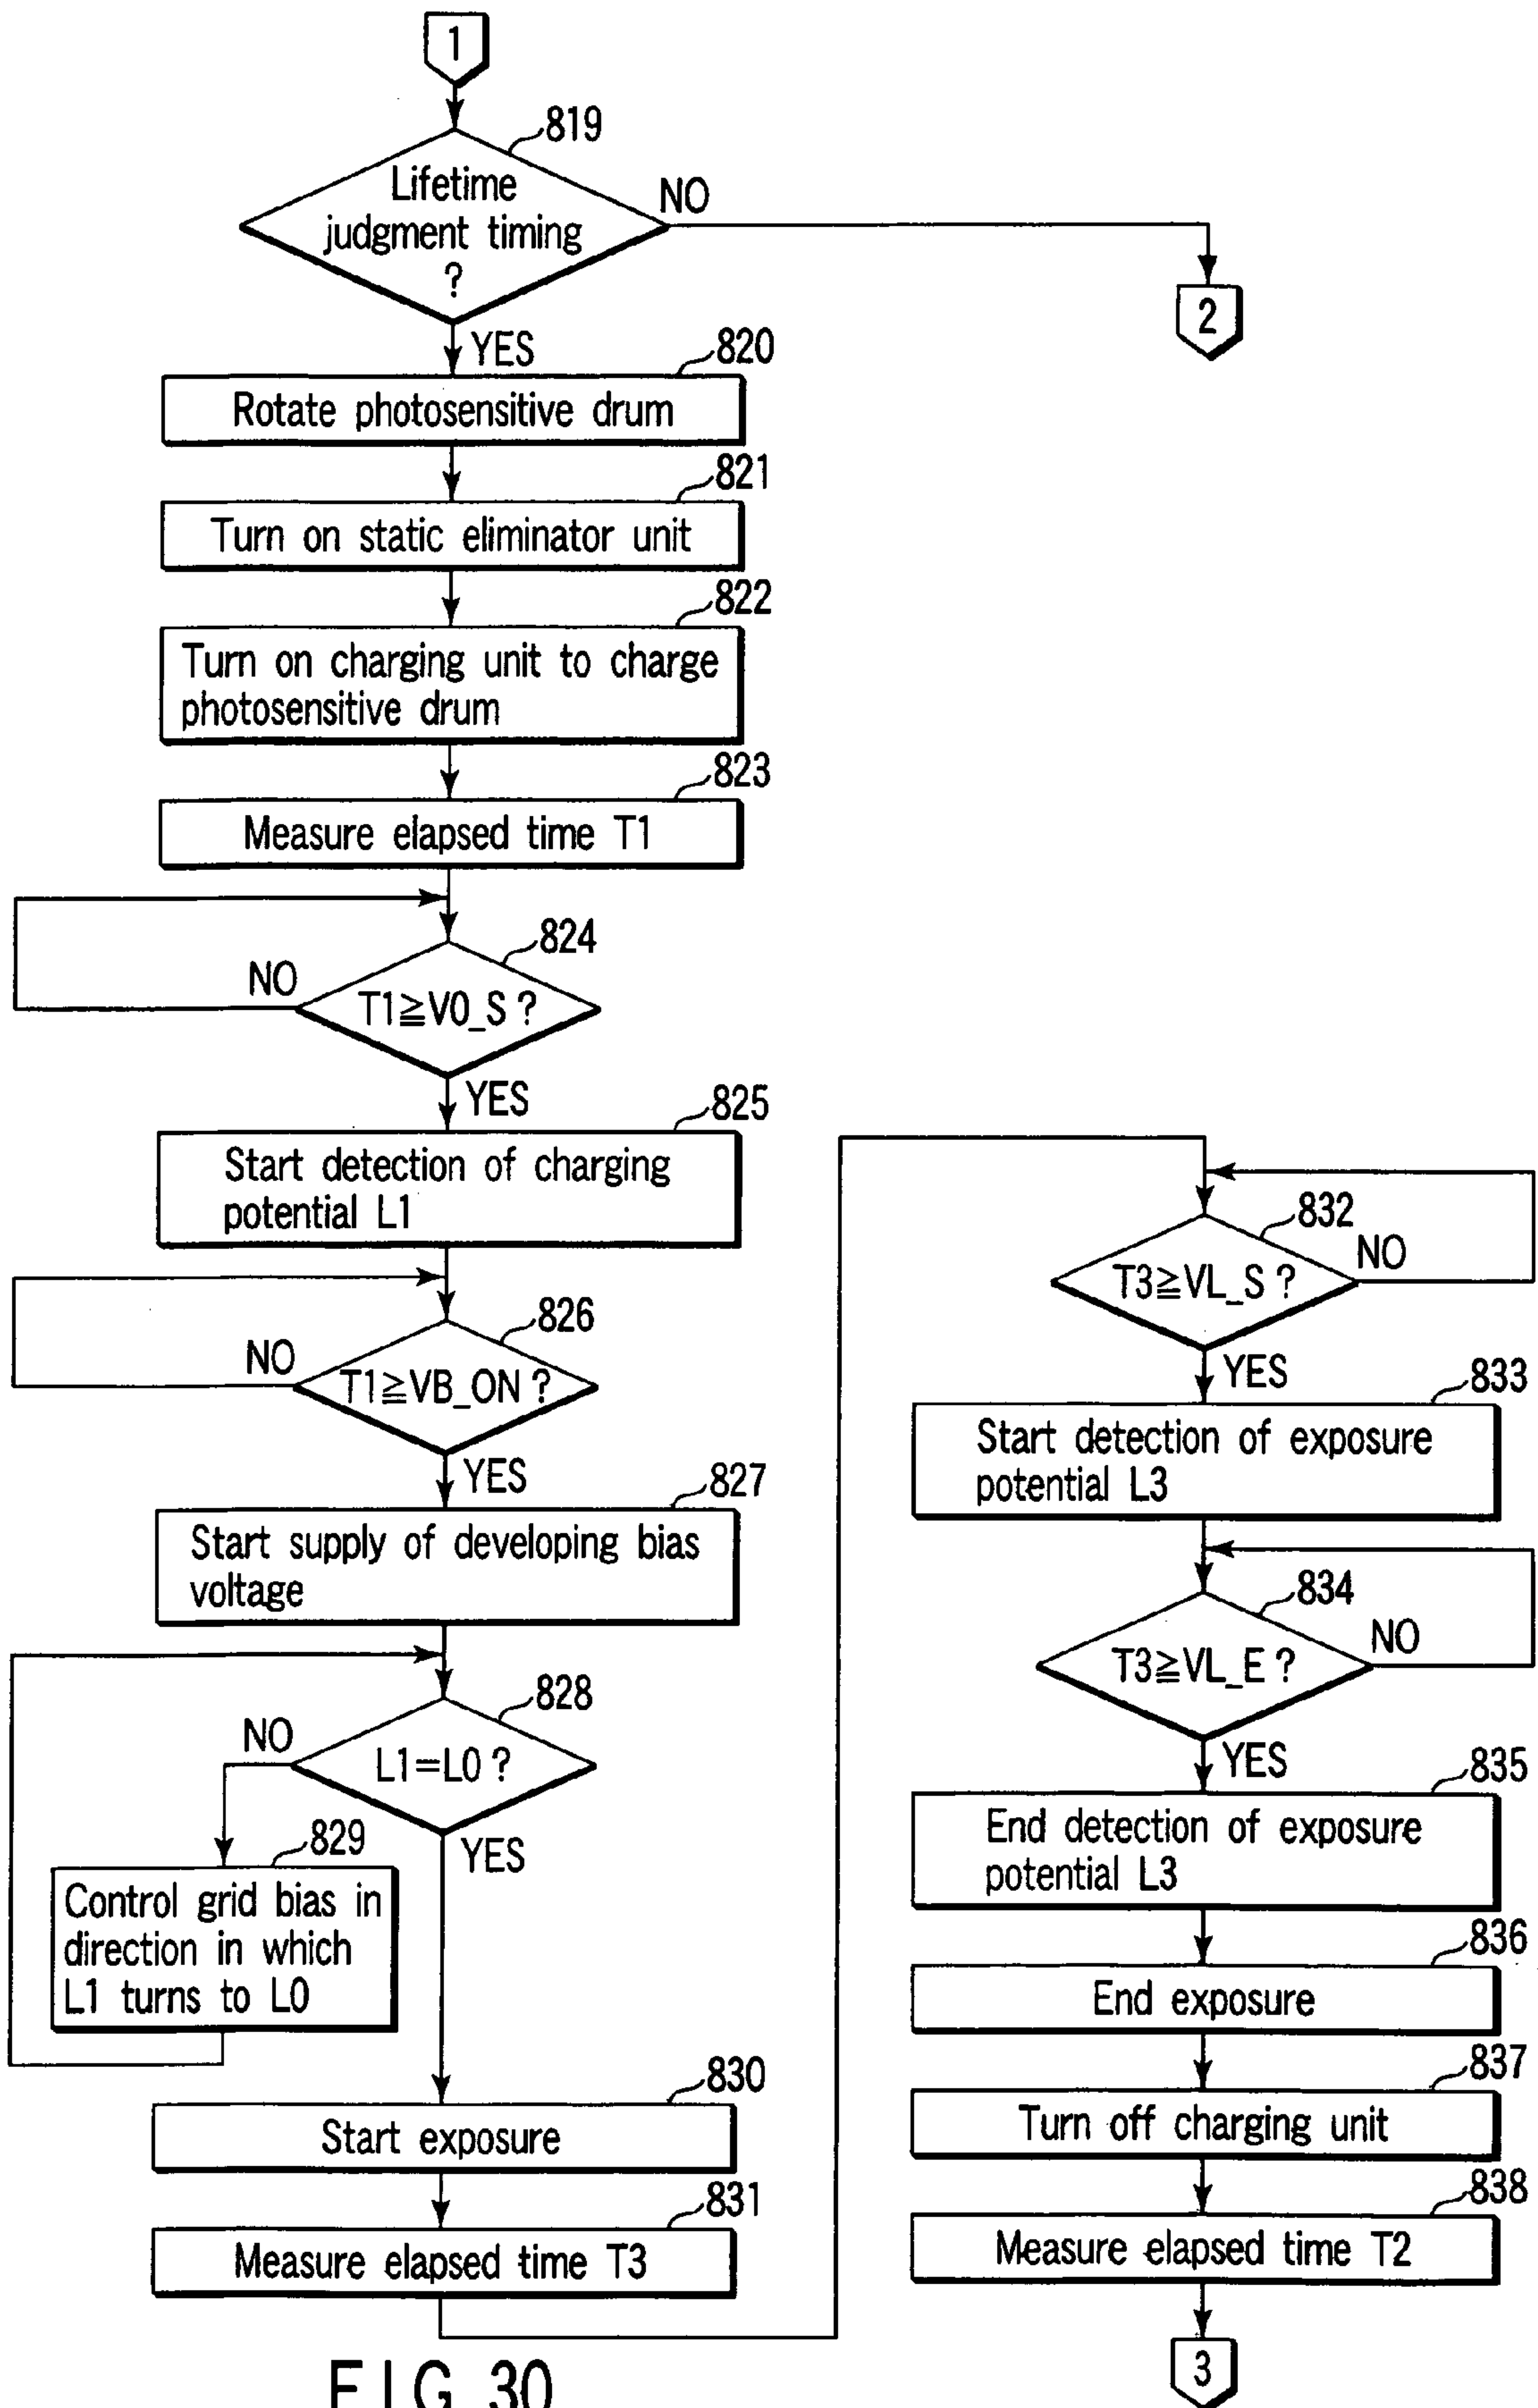 1
819
Lifetime
judgment timing
?
NO
2
YES
820
Rotate photosensitive drum
821
Turn on static eliminator unit
822
Turn on charging unit to charge
photosensitive drum
823
Measure elapsed time T1
824
NO
T1≧V0_S ?
YES
825
Start detection of charging
potential L1
826
NO
T1≧VB_ON ?
YES
827
Start supply of developing bias
voltage
828
NO
L1=L0 ?
YES
829
Control grid bias in
direction in which
L1 turns to L0
830
Start exposure
831
Measure elapsed time T3
832
NO
T3≧VL_S ?
YES
833
Start detection of exposure
potential L3
834
NO
T3≧VL_E ?
YES
835
End detection of exposure
potential L3
836
End exposure
837
Turn off charging unit
838
Measure elapsed time T2
3
FIG. 30